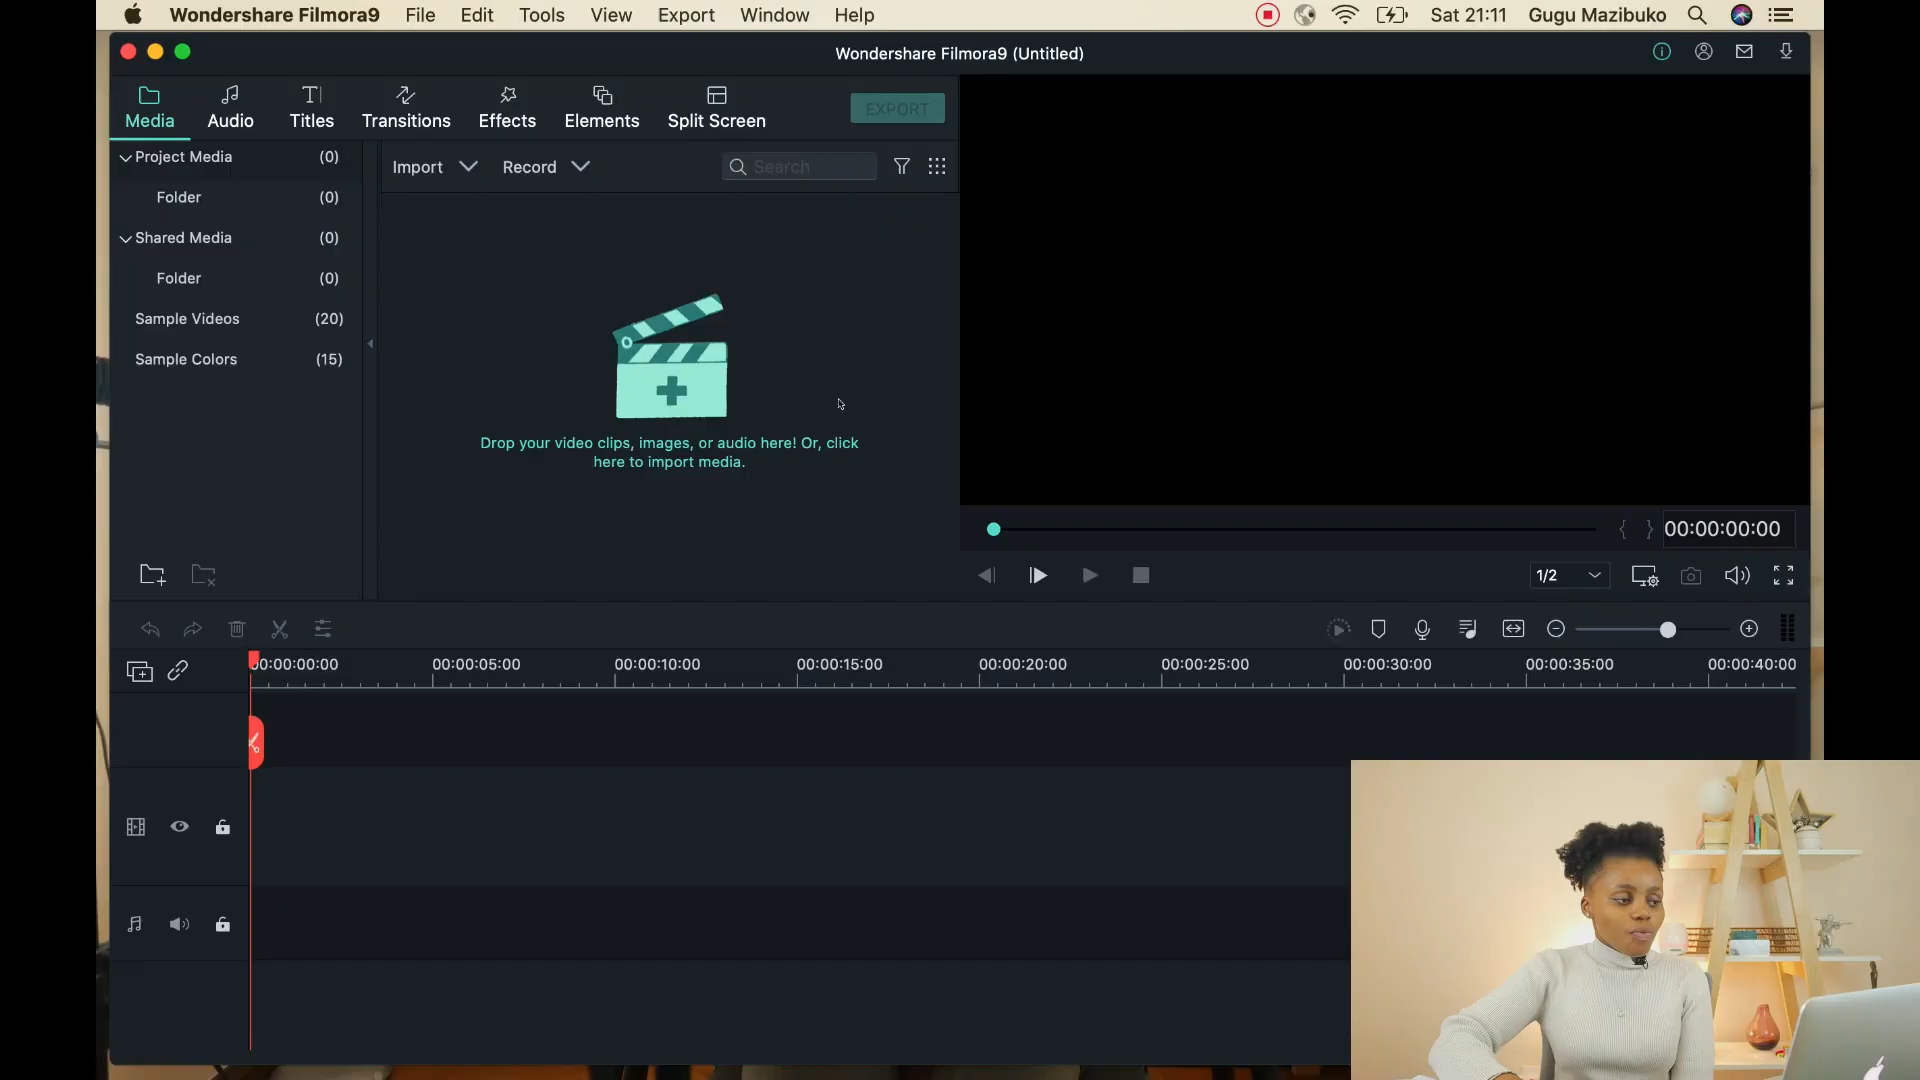 Wondershare Filmora9 File Edit Tools View Export Window Help Sat 21:11 Gugu Mazibuko
Wondershare Filmora9 (Untitled)
Media Audio Titles Transitions Effects Elements Split Screen EXPORT
Project Media (0)
Folder (0)
Shared Media (0)
Folder (0)
Sample Videos (20)
Sample Colors (15)
Import Record Search
Drop your video clips, images, or audio here! Or, click
here to import media.
{ } 00:00:00:00
1/2
00:00:00:00 00:00:05:00 00:00:10:00 00:00:15:00 00:00:20:00 00:00:25:00 00:00:30:00 00:00:35:00 00:00:40:00